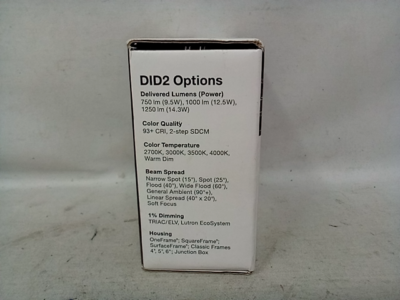 DID2 Options
Delivered Lumens (Power)
750 lm (9.5W), 1000 lm (12.5W),
1250 lm (14.3W)
Color Quality
93+ CRI, 2-step SDCM
Color Temperature
2700K, 3000K, 3500K, 4000K,
Warm Dim
Beam Spread
Narrow Spot (15°), Spot (25°),
Flood (40°), Wide Flood (60°),
General Ambient (90°+),
Linear Spread (40° x 20°),
Soft Focus
1% Dimming
TRIAC/ELV, Lutron EcoSystem
Housing
OneFrame®, SquareFrame®,
SurfaceFrame®, Classic Frames
4", 5", 6"; Junction Box